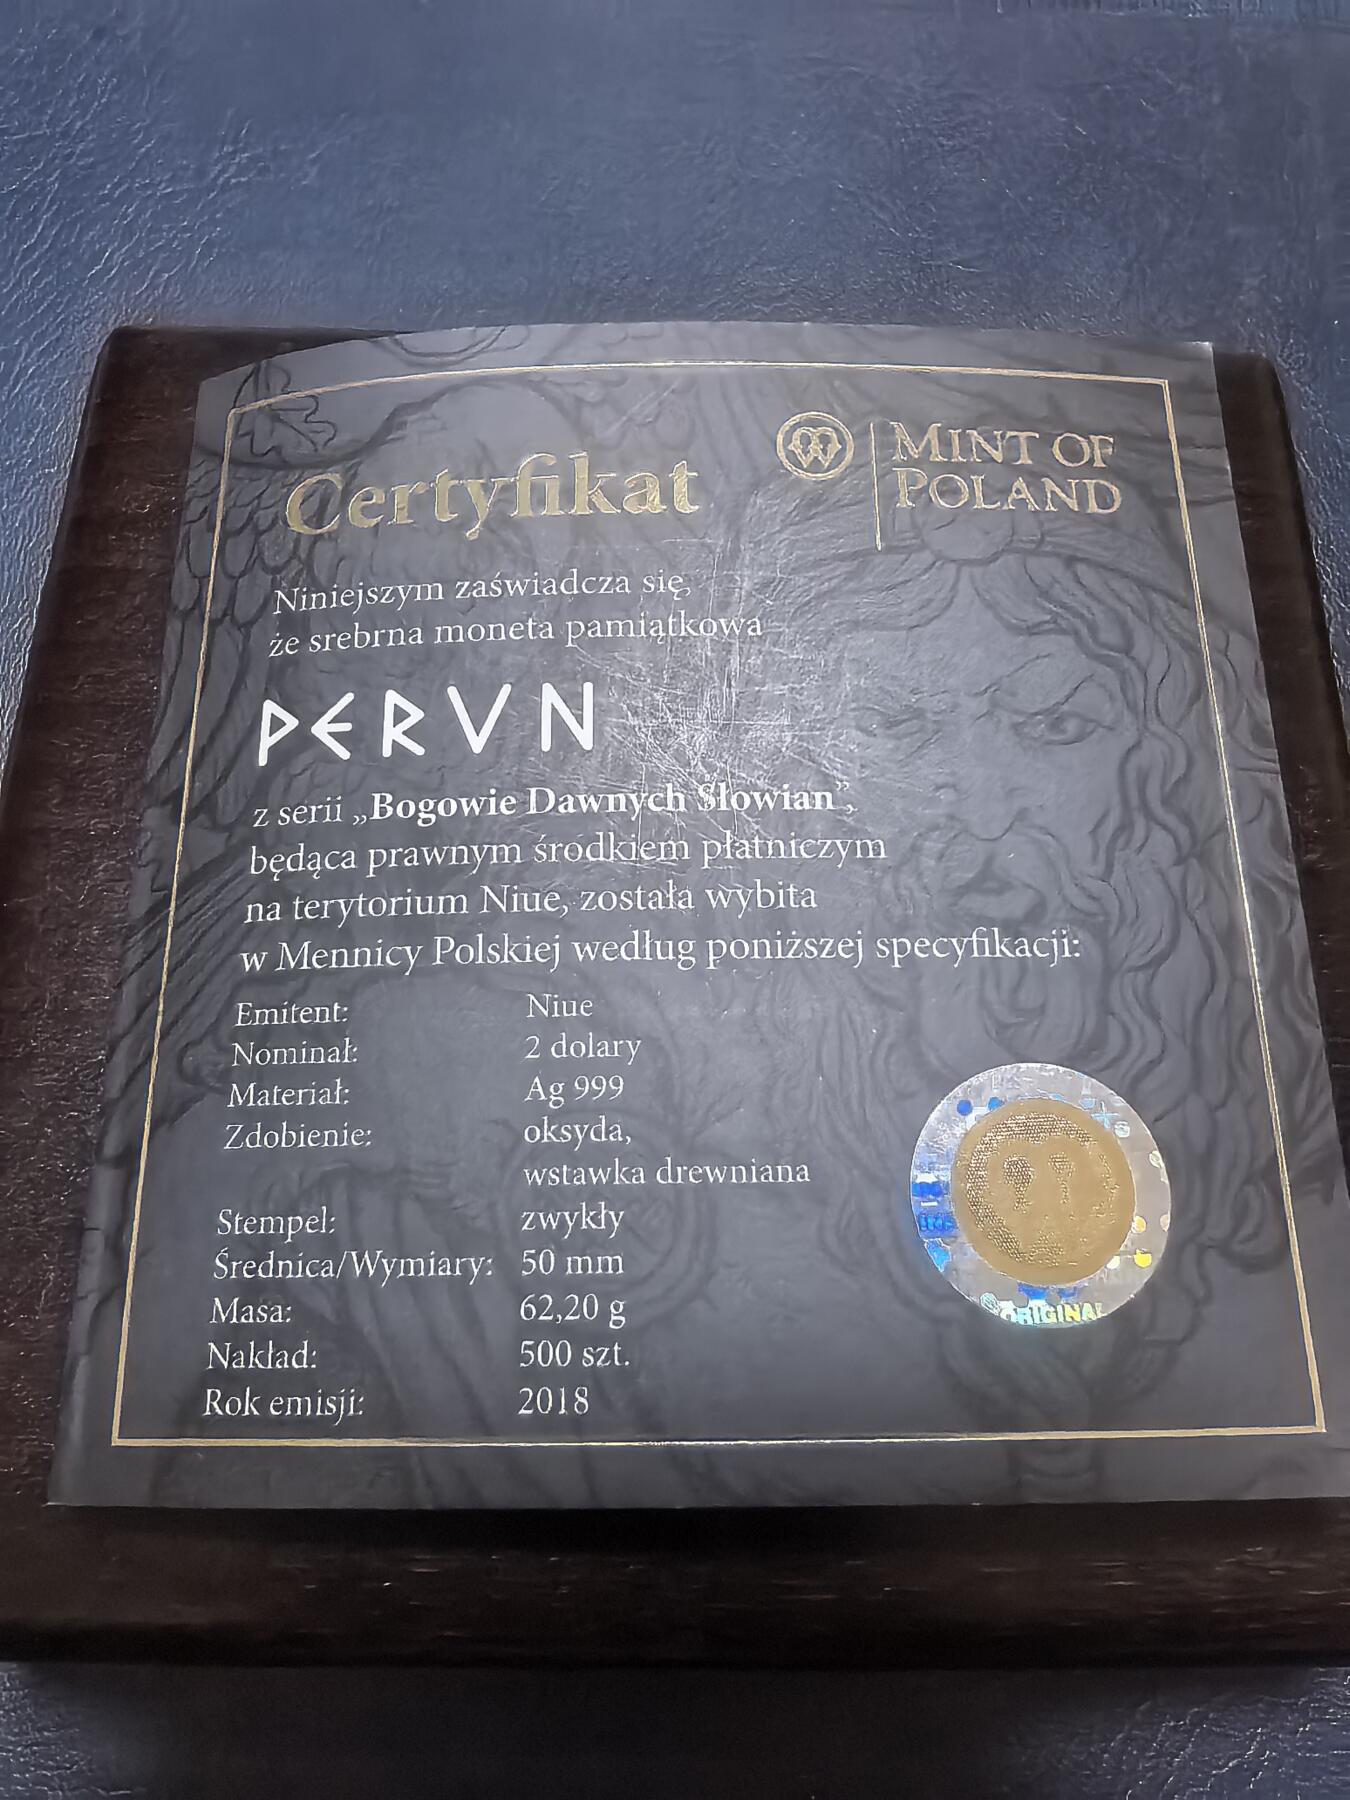 Certyfikat
MINT OF
POLAND
Niniejszym zaświadcza się,
że srebrna moneta pamiątkowa
PERVN
z serii „Bogowie Dawnych Słowian”,
będąca prawnym środkiem płatniczym
na terytorium Niue, została wybita
w Mennicy Polskiej według poniższej specyfikacji:
Emitent: Niue
Nominał: 2 dolary
Materiał: Ag 999
Zdobienie: oksyda,
wstawka drewniana
Stempel: zwykły
Średnica/Wymiary: 50 mm
Masa: 62,20 g
Nakład: 500 szt.
Rok emisji: 2018
ORIGINAL